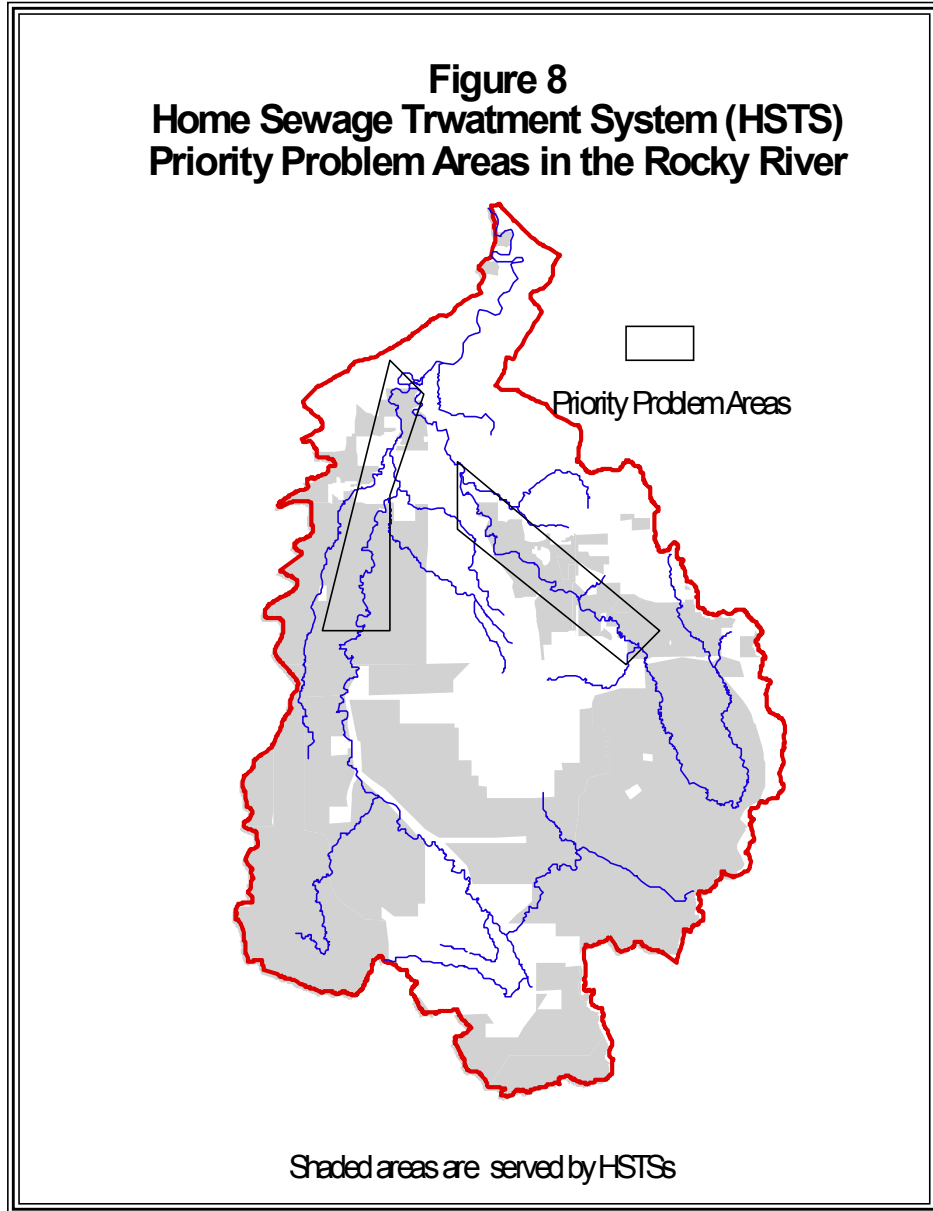 Figure 8
Home Sewage Trwatment System (HSTS)
Priority Problem Areas in the Rocky River
Priority Problem Areas
Shaded areas are served by HSTSs